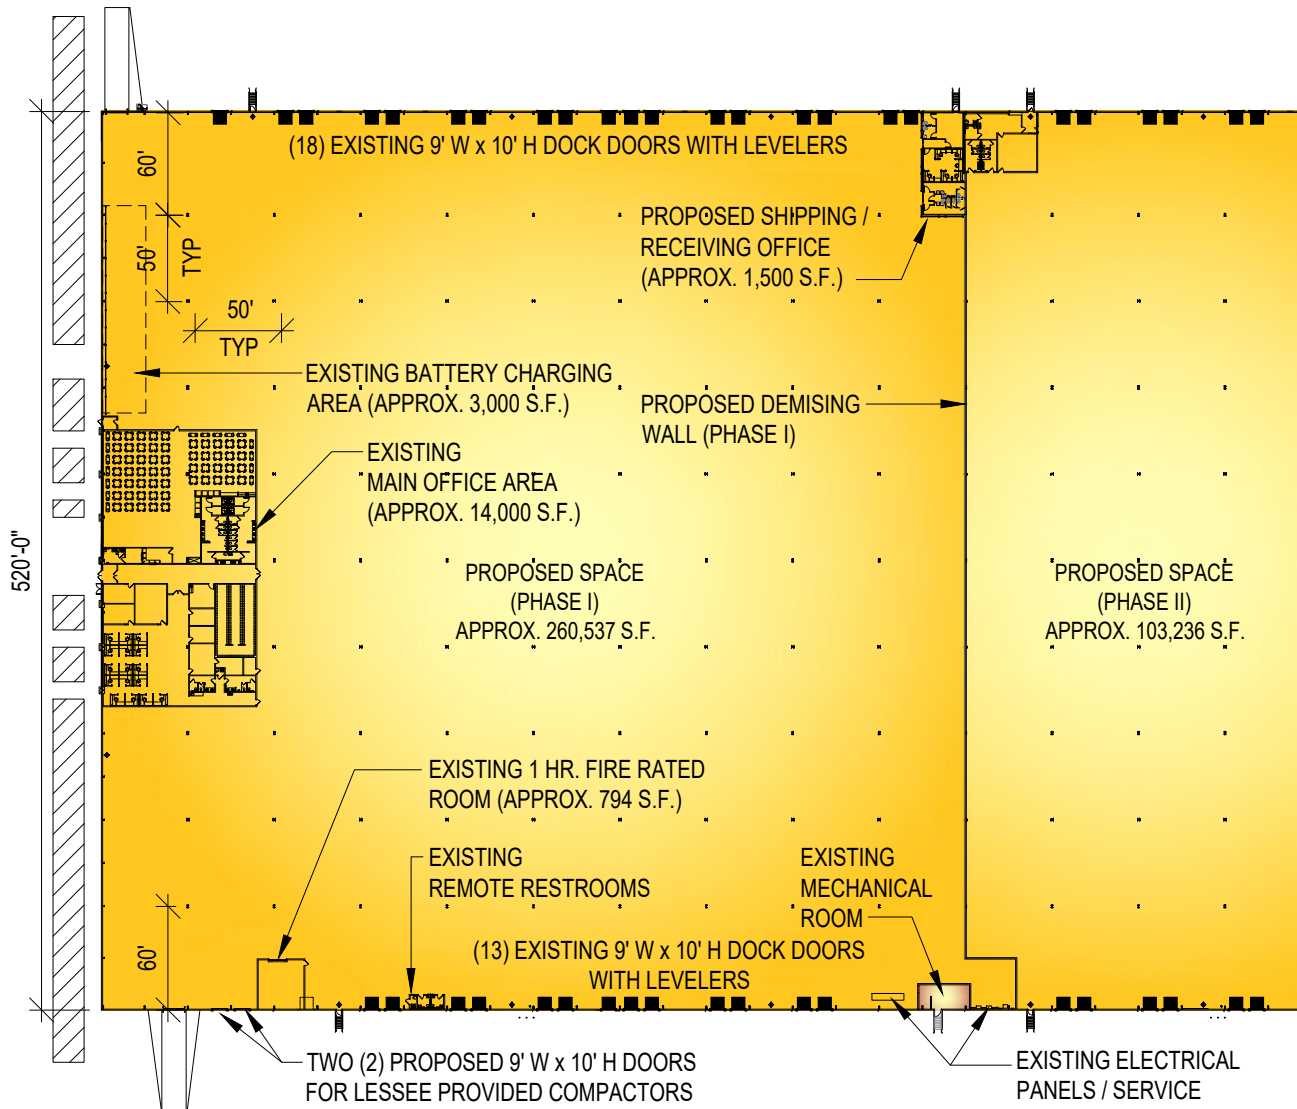 (18) EXISTING 9' W x 10' H DOCK DOORS WITH LEVELERS
60'
PROPOSED SHIPPING /
RECEIVING OFFICE
(APPROX. 1,500 S.F.)
50'
TYP
50'
TYP
EXISTING BATTERY CHARGING
AREA (APPROX. 3,000 S.F.)
PROPOSED DEMISING
WALL (PHASE I)
EXISTING
MAIN OFFICE AREA
(APPROX. 14,000 S.F.)
520'-0"
PROPOSED SPACE
(PHASE I)
APPROX. 260,537 S.F.
PROPOSED SPACE
(PHASE II)
APPROX. 103,236 S.F.
EXISTING 1 HR. FIRE RATED
ROOM (APPROX. 794 S.F.)
EXISTING
REMOTE RESTROOMS
EXISTING
MECHANICAL
ROOM
60'
(13) EXISTING 9' W x 10' H DOCK DOORS
WITH LEVELERS
TWO (2) PROPOSED 9' W x 10' H DOORS
FOR LESSEE PROVIDED COMPACTORS
EXISTING ELECTRICAL
PANELS / SERVICE